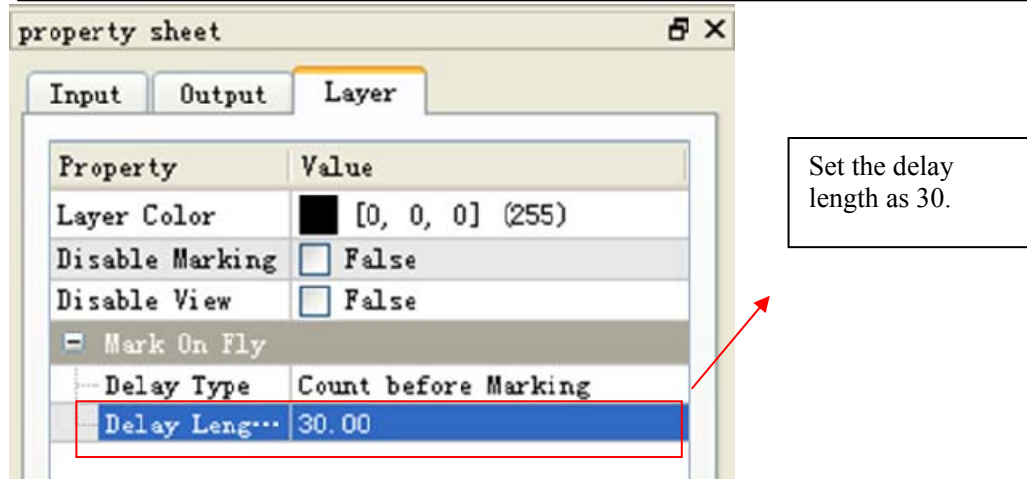 property sheet
Input Output Layer
Property Value
Layer Color [0, 0, 0] (255)
Disable Marking False
Disable View False
Mark On Fly
Delay Type Count before Marking
Delay Leng... 30.00
Set the delay
length as 30.